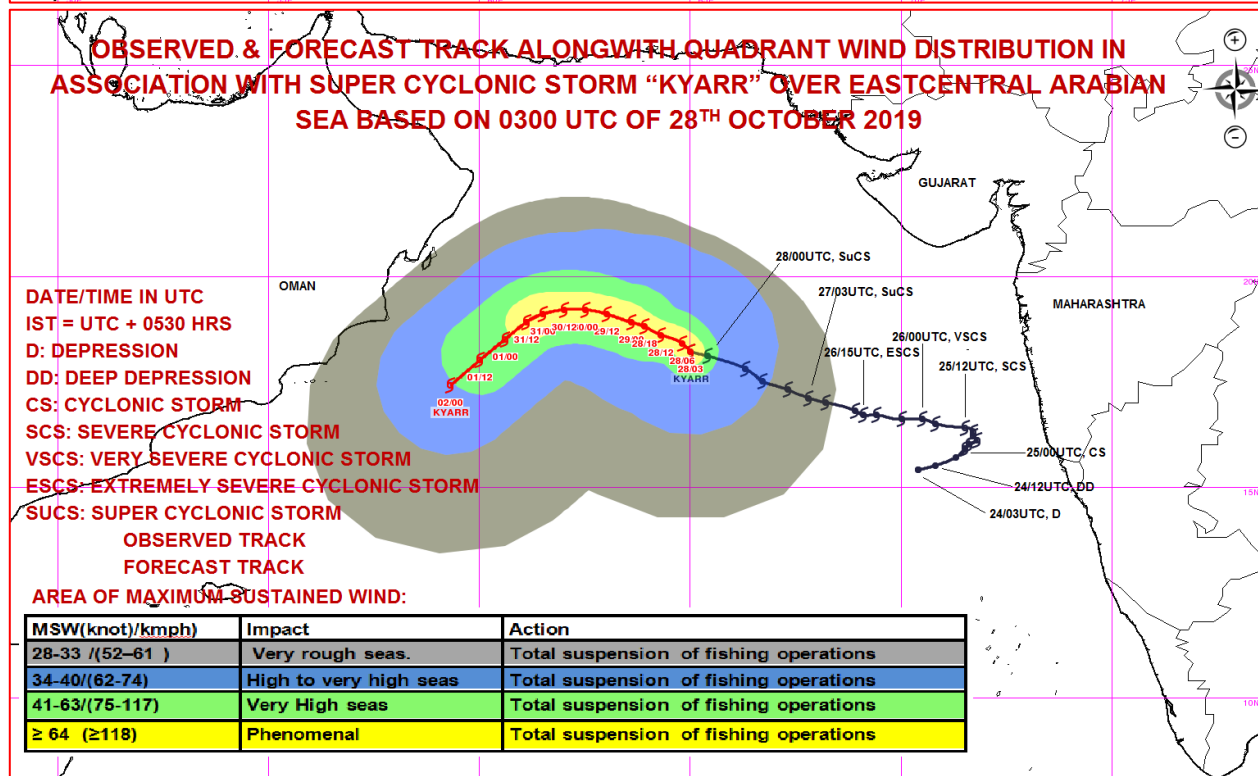 OBSERVED & FORECAST TRACK ALONGWITH QUADRANT WIND DISTRIBUTION IN
ASSOCIATION WITH SUPER CYCLONIC STORM “KYARR” OVER EASTCENTRAL ARABIAN
SEA BASED ON 0300 UTC OF 28TH OCTOBER 2019
GUJARAT
28/00UTC, SuCS
OMAN
27/03UTC, SuCS
MAHARASHTRA
DATE/TIME IN UTC
IST = UTC + 0530 HRS
D: DEPRESSION
DD: DEEP DEPRESSION
CS: CYCLONIC STORM
SCS: SEVERE CYCLONIC STORM
VSCS: VERY SEVERE CYCLONIC STORM
ESCS: EXTREMELY SEVERE CYCLONIC STORM
SUCS: SUPER CYCLONIC STORM
OBSERVED TRACK
FORECAST TRACK
26/00UTC, VSCS
26/15UTC, ESCS
25/12UTC, SCS
25/00UTC, CS
24/12UTC, DD
24/03UTC, D
30/12
29/12
31/12
28/18
28/12
28/06
28/03
KYARR
01/00
01/12
02/00
KYARR
20N
15N
10N
AREA OF MAXIMUM SUSTAINED WIND:
MSW(knot)/kmph) Impact Action
28-33 /(52–61 ) Very rough seas. Total suspension of fishing operations
34-40/(62-74) High to very high seas Total suspension of fishing operations
41-63/(75-117) Very High seas Total suspension of fishing operations
≥ 64 (≥118) Phenomenal Total suspension of fishing operations